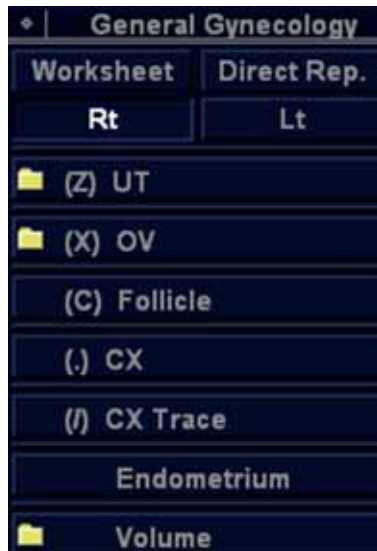 General Gynecology
Worksheet Direct Rep.
Rt Lt
(Z) UT
(X) OV
(C) Follicle
(.) CX
(/) CX Trace
Endometrium
Volume